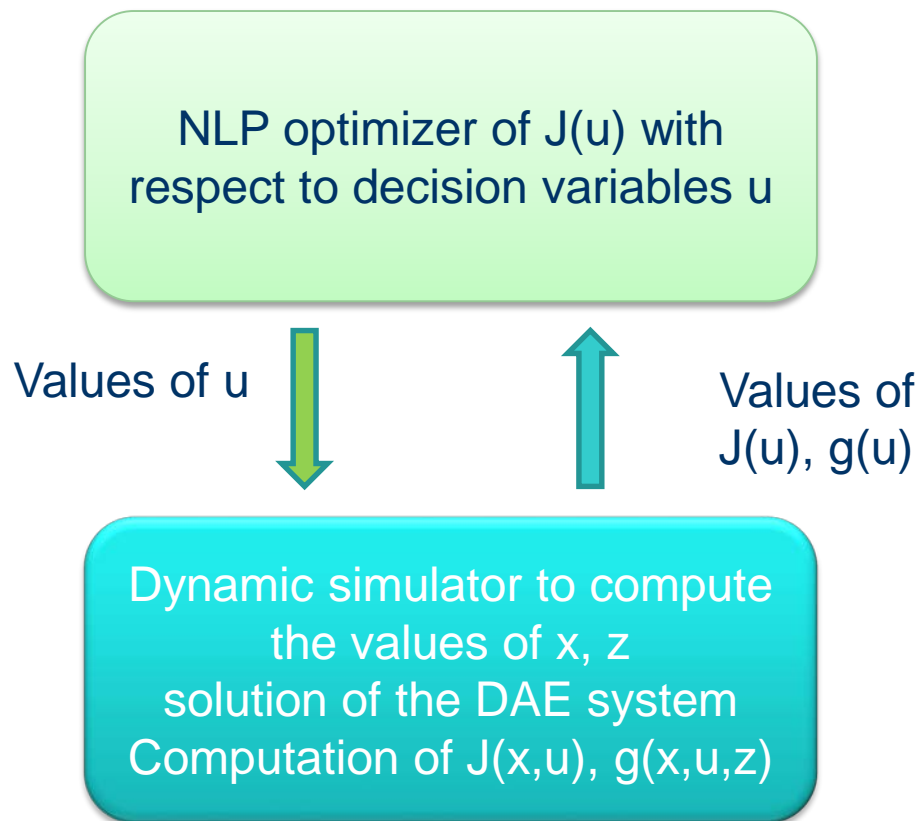 NLP optimizer of J(u) with
respect to decision variables u
Values of u
Values of
J(u), g(u)
Dynamic simulator to compute
the values of x, z
solution of the DAE system
Computation of J(x,u), g(x,u,z)